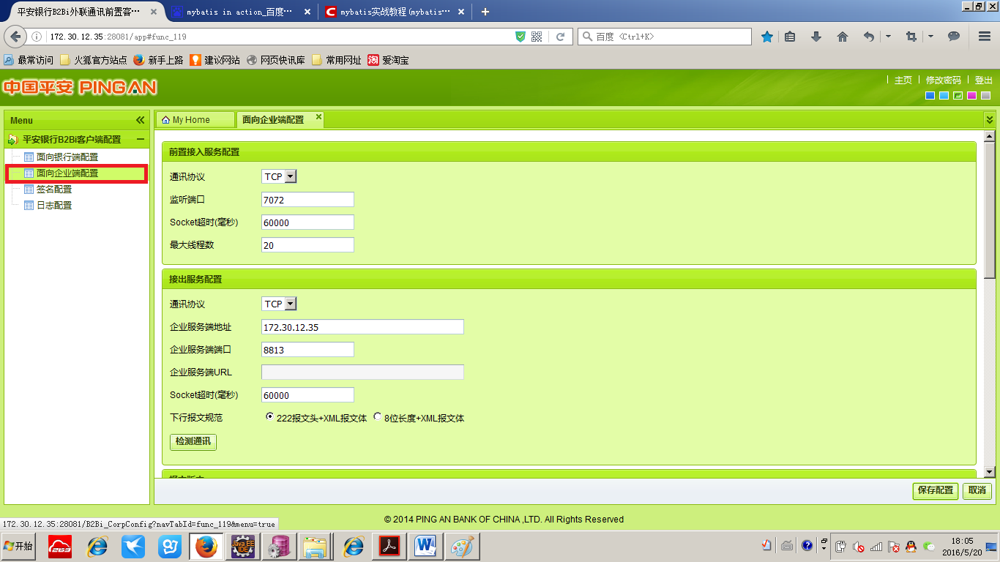 平安银行B2Bi外联通讯前置客…
mybatis in action_百度…
mybatis实战教程(mybatis…
172.30.12.35:28081/app#func_119
百度 <Ctrl+K>
最常访问 火狐官方站点 新手上路 建议网站 网页快讯库 常用网址 淘 爱淘宝
中国平安 PING AN
主页 修改密码 登出
Menu
My Home
面向企业端配置
平安银行B2Bi客户端配置
面向银行端配置
面向企业端配置
签名配置
日志配置
前置接入服务配置
通讯协议 TCP
监听端口 7072
Socket超时(毫秒) 60000
最大线程数 20
接出服务配置
通讯协议 TCP
企业服务端地址 172.30.12.35
企业服务端端口 8813
企业服务端URL
Socket超时(毫秒) 60000
下行报文规范 222报文头+XML报文体 8位长度+XML报文体
检测通讯
保存配置 取消
© 2014 PING AN BANK OF CHINA ,LTD. All Rights Reserved
172.30.12.35:28081/B2Bi_CorpConfig?navTabId=func_119&menu=true
开始
263
Java EE
IDE
18:05
2016/5/20